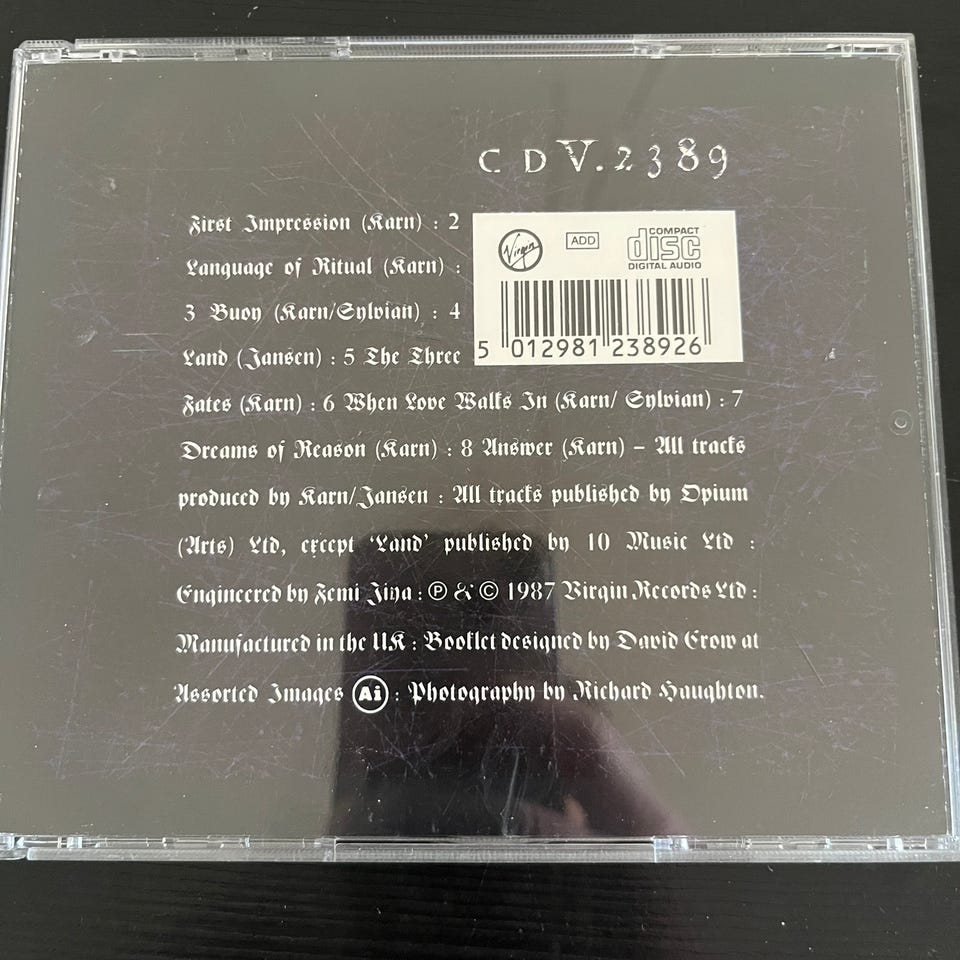 CDV.2389
First Impression (Karn) : 2
Language of Ritual (Karn) :
3 Buoy (Karn/Sylvian) : 4
Land (Jansen) : 5 The Three
Virgin
ADD
COMPACT
disc
DIGITAL AUDIO
5 012981 238926
Fates (Karn) : 6 When Love Walks In (Karn/ Sylvian) : 7
Dreams of Reason (Karn) : 8 Answer (Karn) – All tracks
produced by Karn/Jansen : All tracks published by Opium
(Arts) Ltd, except ‘Land’ published by 10 Music Ltd :
Engineered by Femi Jiya : ℗ & © 1987 Virgin Records Ltd :
Manufactured in the UK : Booklet designed by David Crow at
Assorted Images Ai : Photography by Richard Haughton.